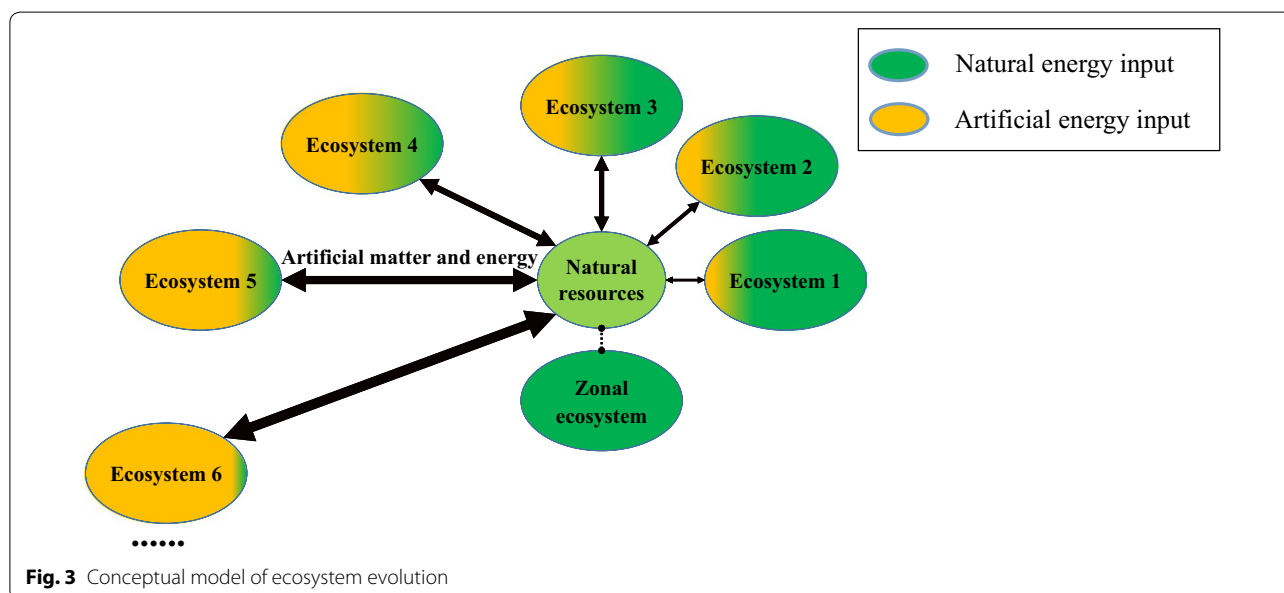 Natural energy input
Artificial energy input
Ecosystem 3
Ecosystem 4
Ecosystem 2
Artificial matter and energy
Ecosystem 5
Natural
resources
Ecosystem 1
Zonal
ecosystem
Ecosystem 6
......
Fig. 3 Conceptual model of ecosystem evolution